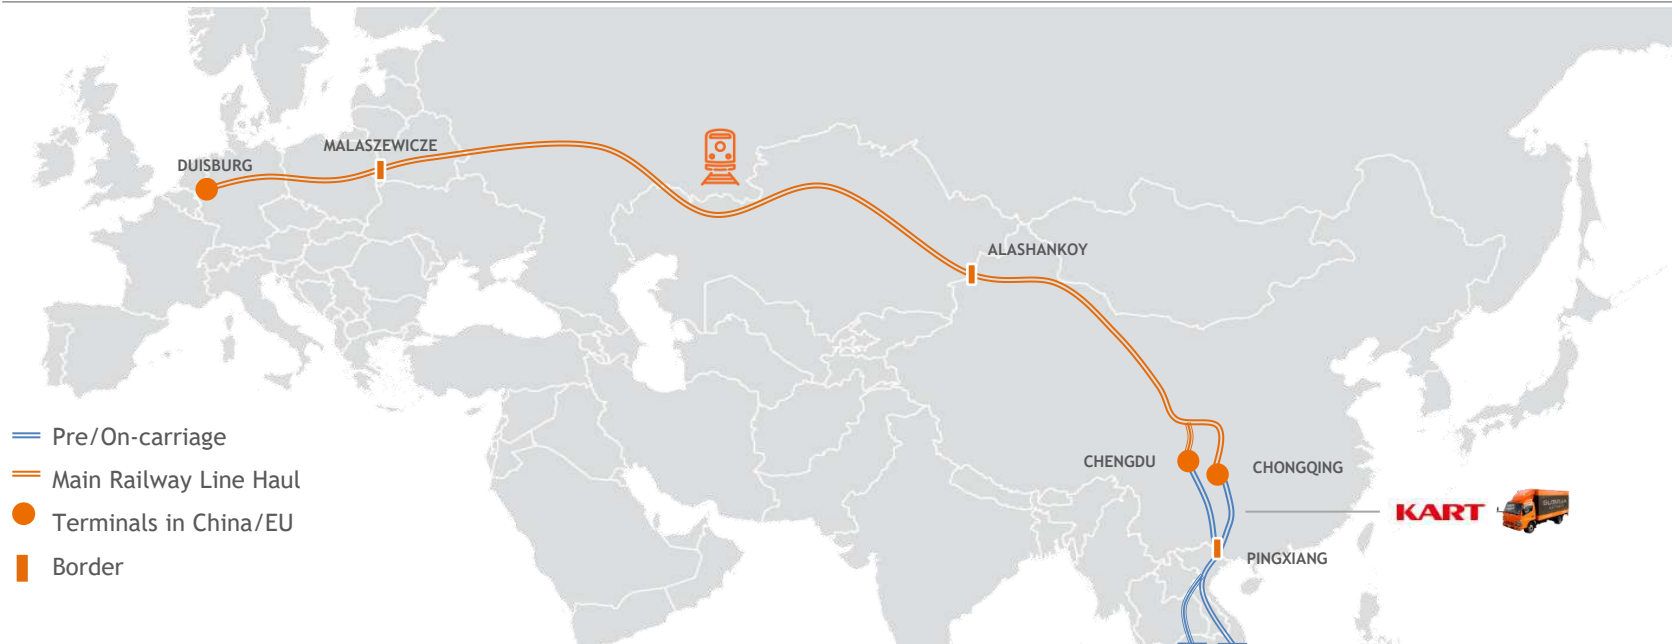 MALASZEWICZE
DUISBURG
ALASHANKOY
Pre/On-carriage
Main Railway Line Haul
Terminals in China/EU
Border
CHENGDU
CHONGQING
KART
PINGXIANG